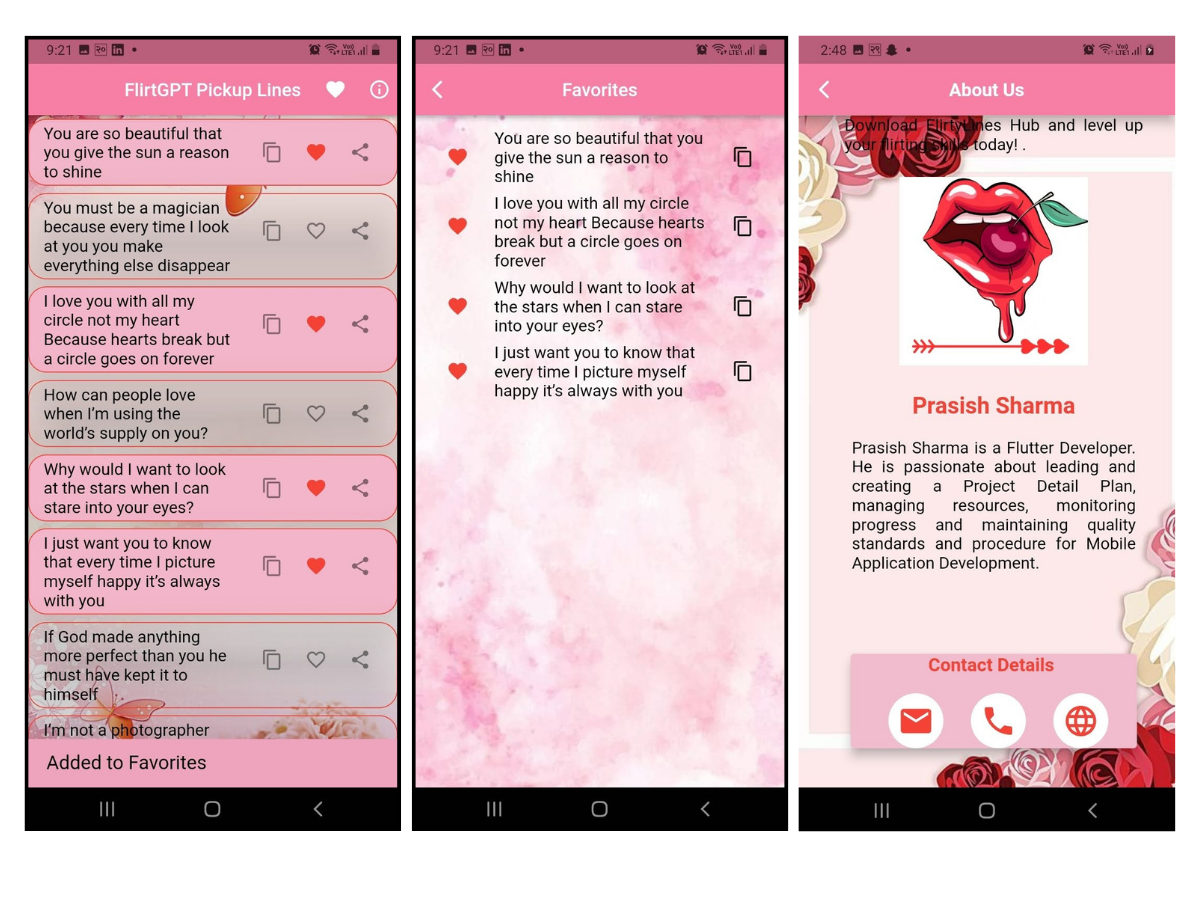 9:21
FlirtGPT Pickup Lines
You are so beautiful that
you give the sun a reason
to shine
You must be a magician
because every time I look
at you you make
everything else disappear
I love you with all my
circle not my heart
Because hearts break but
a circle goes on forever
How can people love
when I’m using the
world’s supply on you?
Why would I want to look
at the stars when I can
stare into your eyes?
I just want you to know
that every time I picture
myself happy it’s always
with you
If God made anything
more perfect than you he
must have kept it to
himself
I’m not a photographer
Added to Favorites
9:21
Favorites
You are so beautiful that you
give the sun a reason to
shine
I love you with all my circle
not my heart Because hearts
break but a circle goes on
forever
Why would I want to look at
the stars when I can stare
into your eyes?
I just want you to know that
every time I picture myself
happy it’s always with you
2:48
About Us
Download FlirtyLines Hub and level up
your flirting skills today! .
Prasish Sharma
Prasish Sharma is a Flutter Developer.
He is passionate about leading and
creating a Project Detail Plan,
managing resources, monitoring
progress and maintaining quality
standards and procedure for Mobile
Application Development.
Contact Details